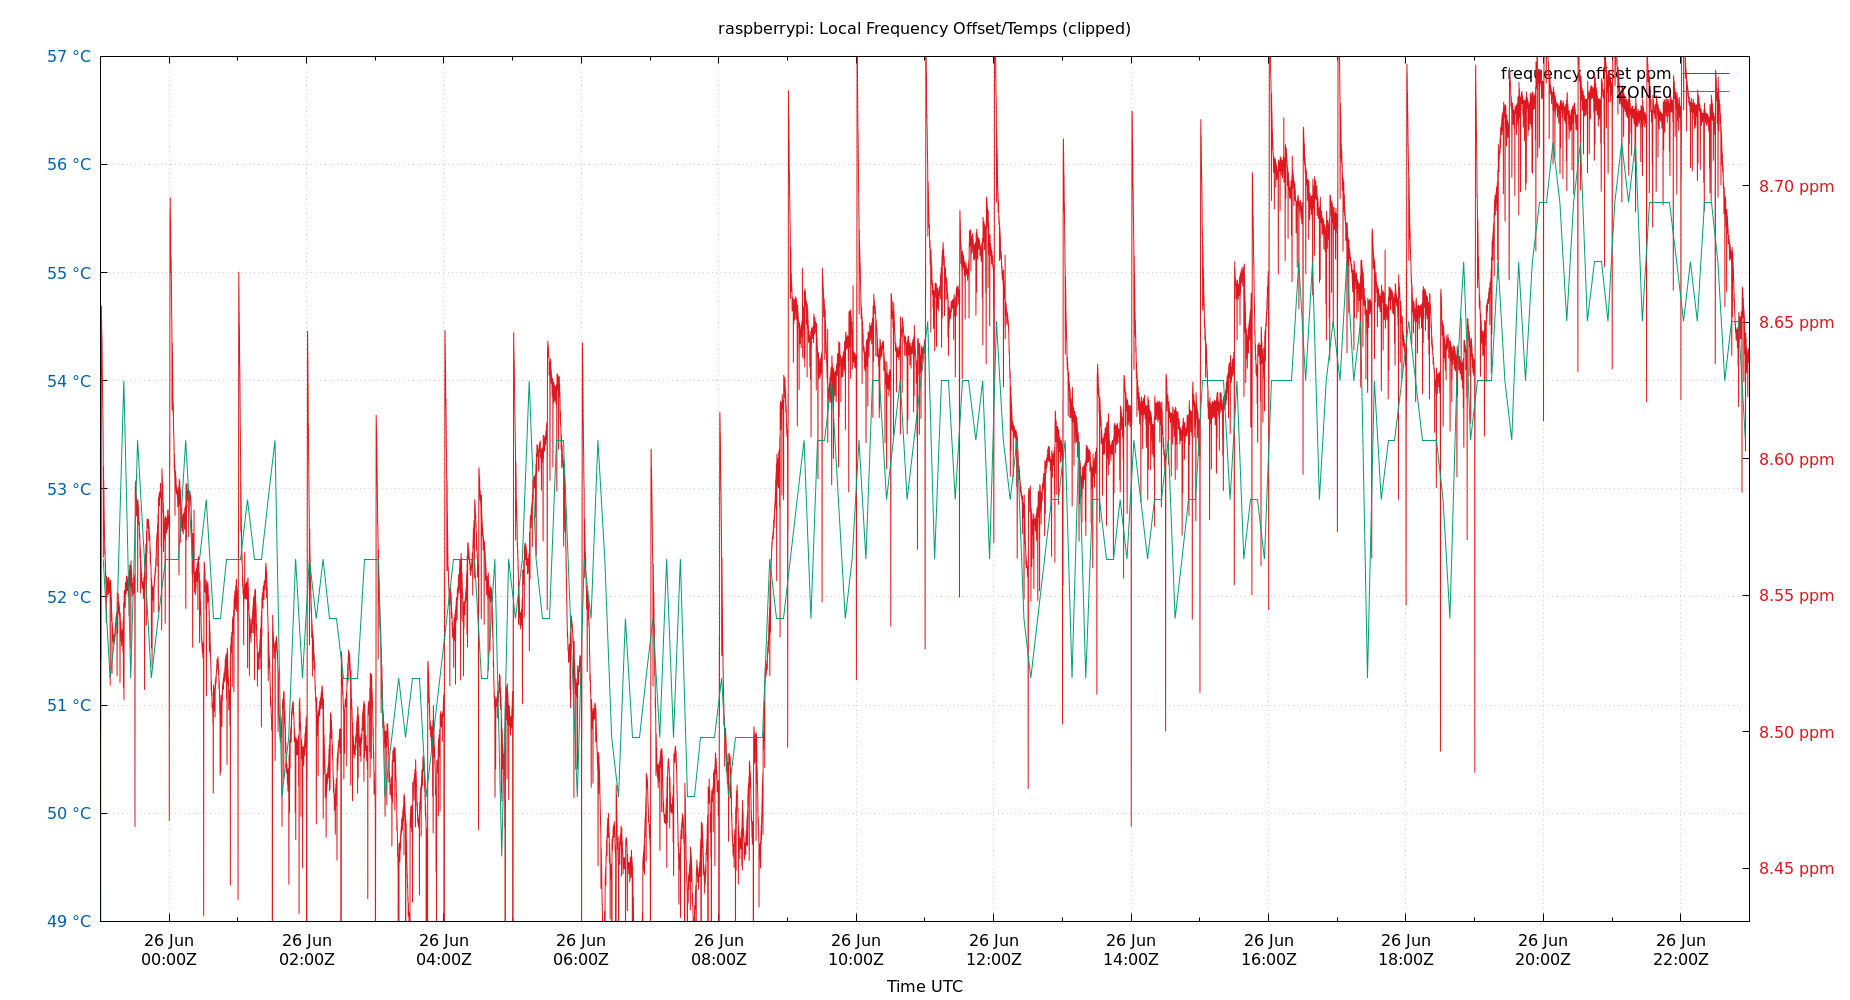 raspberrypi: Local Frequency Offset/Temps (clipped)
57 °C
56 °C
55 °C
54 °C
53 °C
52 °C
51 °C
50 °C
49 °C
frequency offset ppm
ZONE0
8.70 ppm
8.65 ppm
8.60 ppm
8.55 ppm
8.50 ppm
8.45 ppm
26 Jun 26 Jun 26 Jun 26 Jun 26 Jun 26 Jun 26 Jun 26 Jun 26 Jun 26 Jun 26 Jun 26 Jun
00:00Z 02:00Z 04:00Z 06:00Z 08:00Z 10:00Z 12:00Z 14:00Z 16:00Z 18:00Z 20:00Z 22:00Z
Time UTC